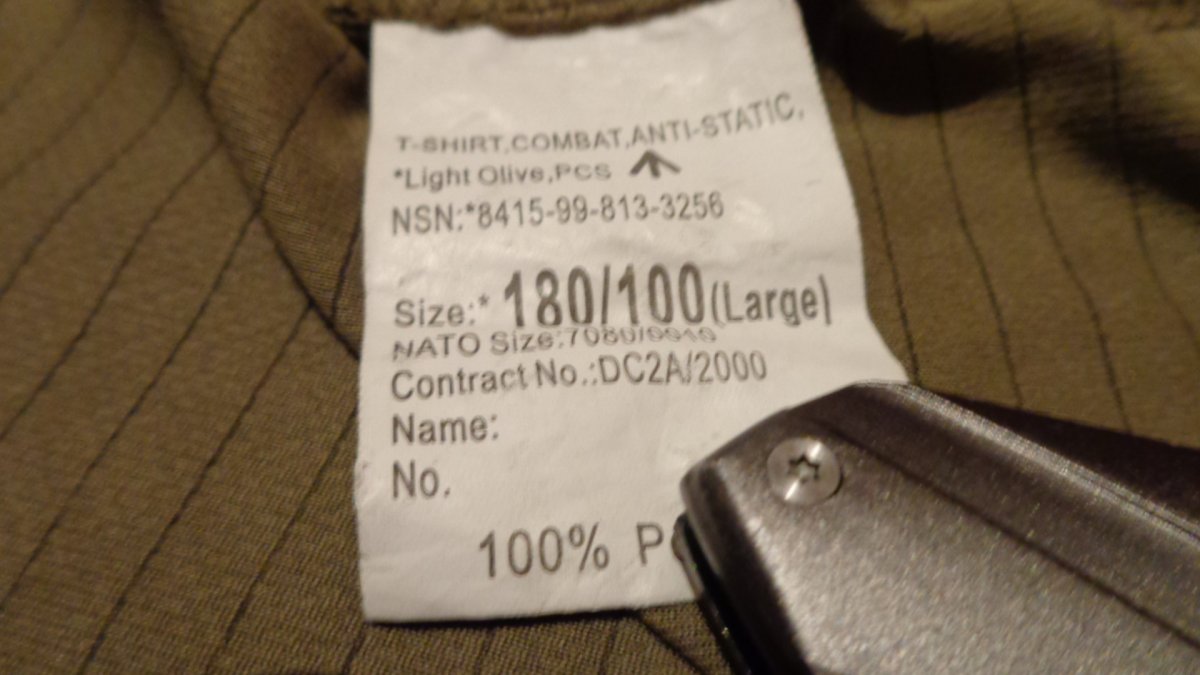 T-SHIRT,COMBAT,ANTI-STATIC,
*Light Olive,PCS
NSN:*8415-99-813-3256
Size:* 180/100(Large)
NATO Size:
Contract No.:DC2A/2000
Name:
No.
100%